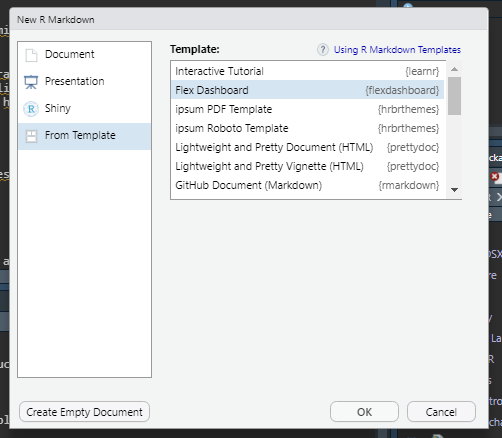 New R Markdown
Document
Presentation
Shiny
From Template
Template:
? Using R Markdown Templates
Interactive Tutorial {learnr}
Flex Dashboard {flexdashboard}
ipsum PDF Template {hrbrthemes}
ipsum Roboto Template {hrbrthemes}
Lightweight and Pretty Document (HTML) {prettydoc}
Lightweight and Pretty Vignette (HTML) {prettydoc}
GitHub Document (Markdown) {rmarkdown}
Create Empty Document
OK
Cancel